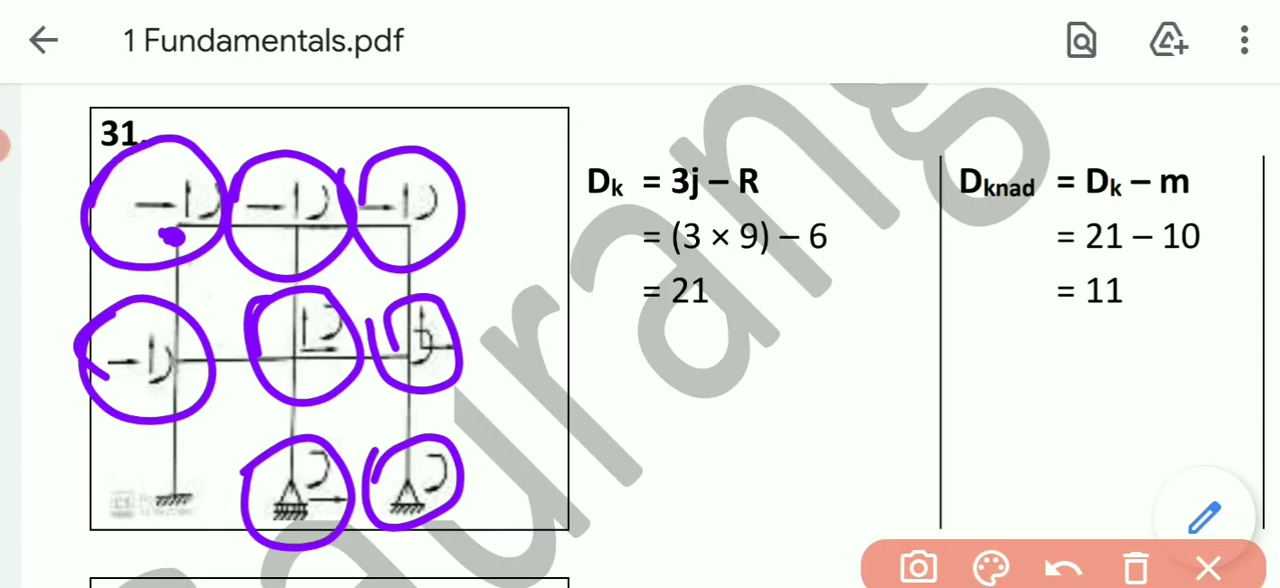 1 Fundamentals.pdf
31.
Dk = 3j – R
= (3 × 9) – 6
= 21
Dknad = Dk – m
= 21 – 10
= 11